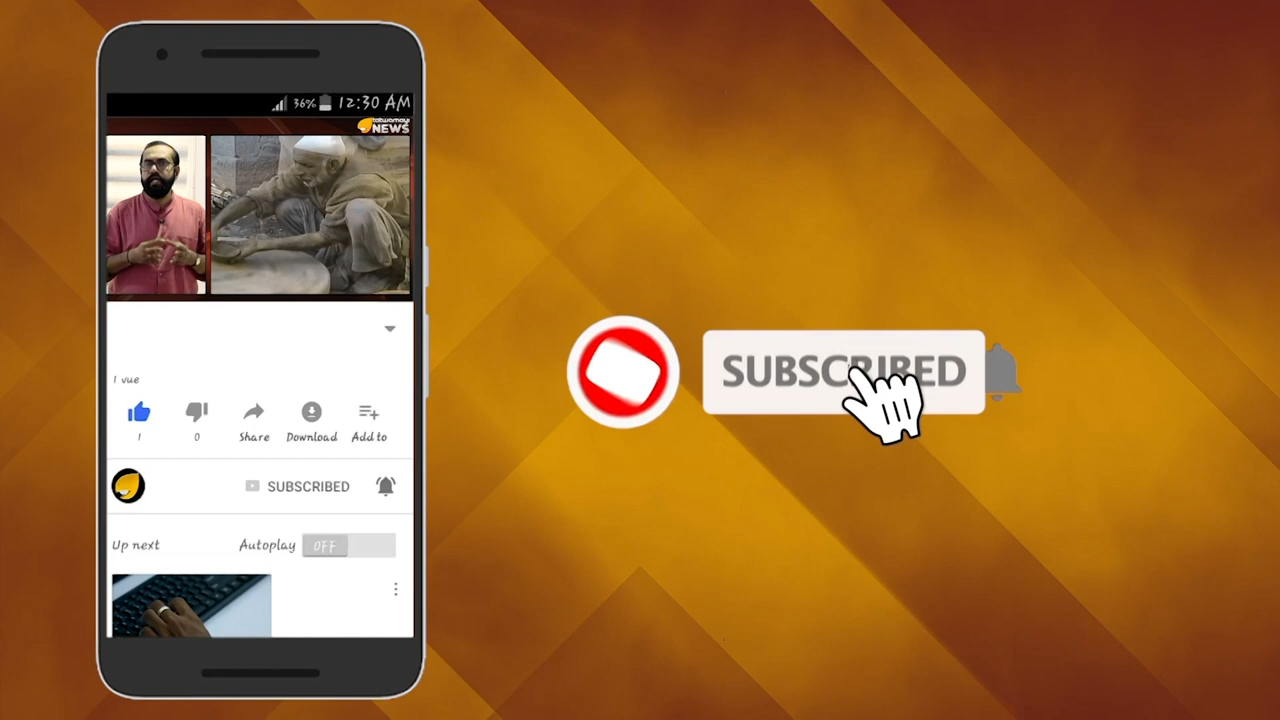 36% 12:30 AM
tatwamayi
NEWS
1 vue
1 0 Share Download Add to
SUBSCRIBED
Up next Autoplay OFF
SUBSCRIBED